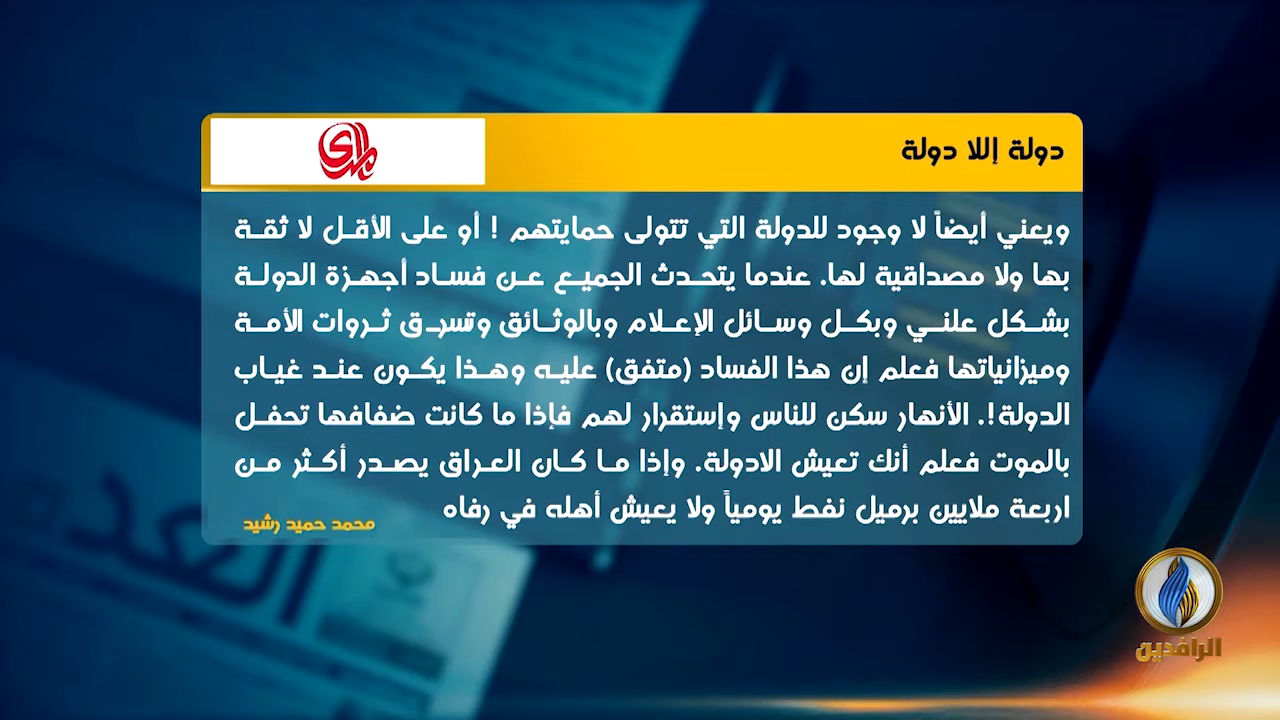 دولة إللا دولة
المدى
ويعني أيضاً لا وجود للدولة التي تتولى حمايتهم ! أو على الأقل لا ثقة
بها ولا مصداقية لها. عندما يتحدث الجميع عن فساد أجهزة الدولة
بشكل علني وبكل وسائل الإعلام وبالوثائق وتسرق ثروات الأمة
وميزانياتها فعلم إن هذا الفساد (متفق) عليه وهذا يكون عند غياب
الدولة!. الأنهار سكن للناس وإستقرار لهم فإذا ما كانت ضفافها تحفل
بالموت فعلم أنك تعيش الادولة. وإذا ما كان العراق يصدر أكثر من
اربعة ملايين برميل نفط يومياً ولا يعيش أهله في رفاه
محمد حميد رشيد
الرافدين